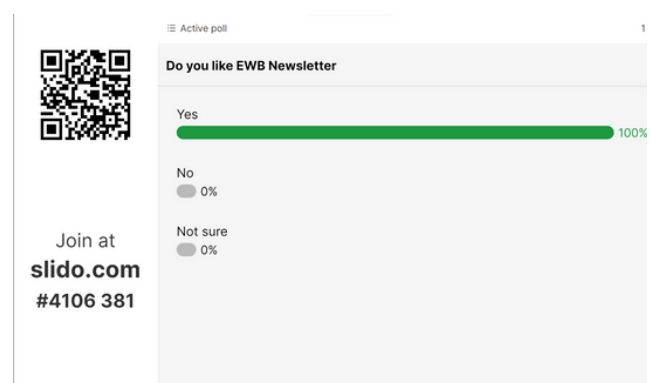 Active poll
1
Do you like EWB Newsletter
Yes
100%
No
0%
Not sure
0%
Join at
slido.com
#4106 381